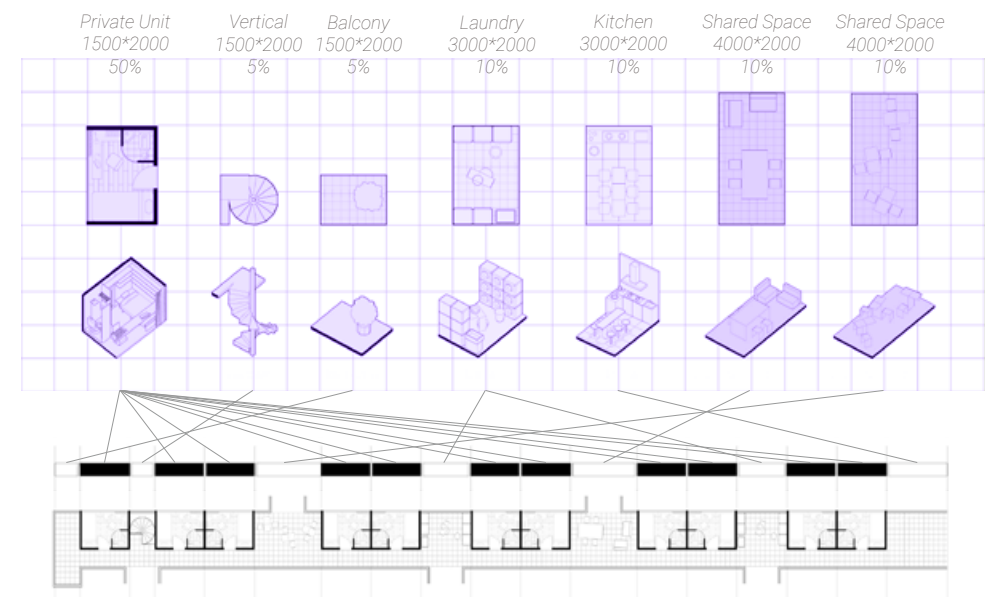 Private Unit Vertical Balcony Laundry Kitchen Shared Space Shared Space
1500*2000 1500*2000 1500*2000 3000*2000 3000*2000 4000*2000 4000*2000
50% 5% 5% 10% 10% 10% 10%